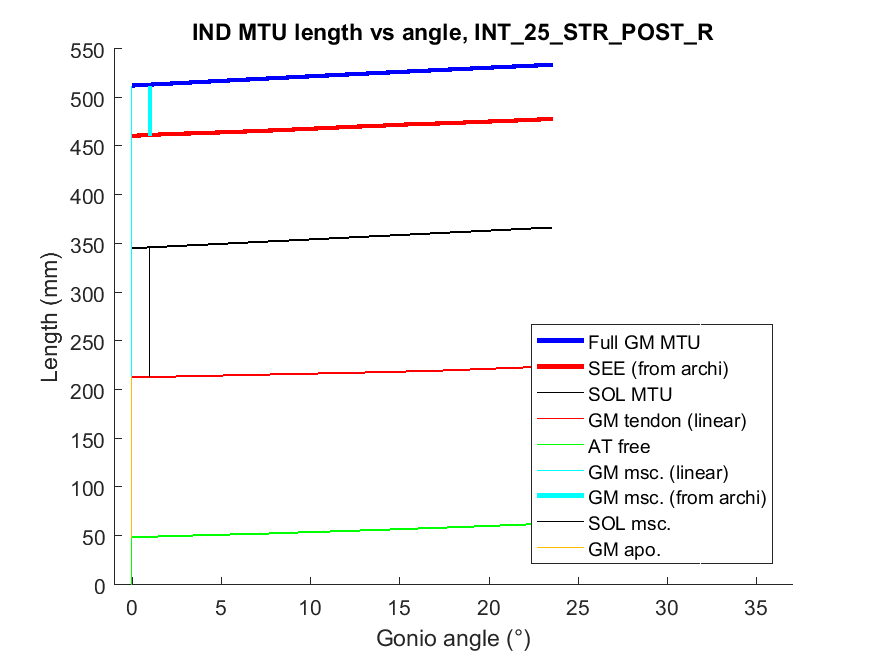 IND MTU length vs angle, INT_25_STR_POST_R
550
500
450
400
350
300
250
200
150
100
50
0
Length (mm)
Full GM MTU
SEE (from archi)
SOL MTU
GM tendon (linear)
AT free
GM msc. (linear)
GM msc. (from archi)
SOL msc.
GM apo.
0 5 10 15 20 25 30 35
Gonio angle (°)